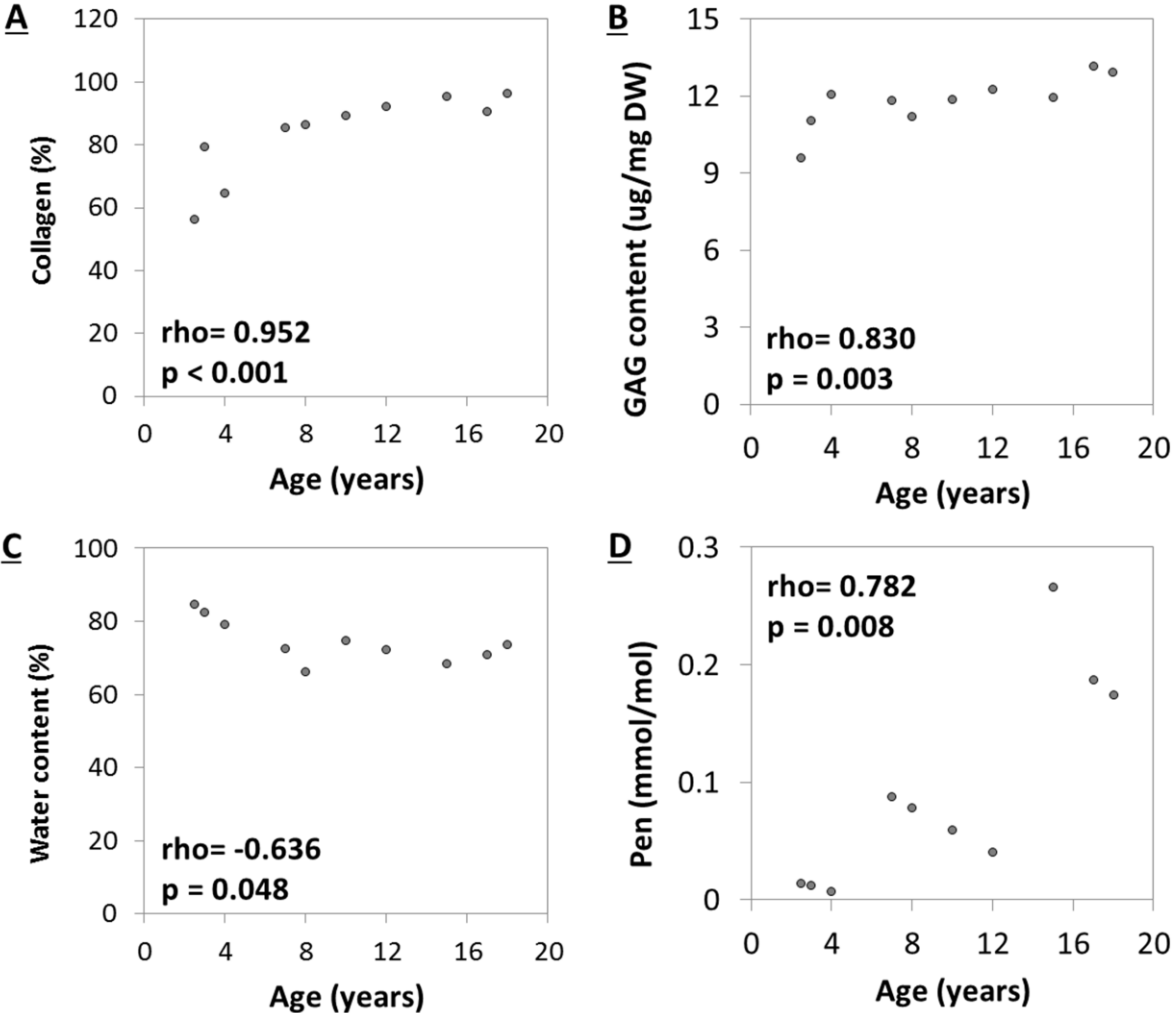 A
120
100
80
60
40
20
0
Collagen (%)
rho= 0.952
p < 0.001
0 4 8 12 16 20
Age (years)
B
15
12
9
6
3
0
GAG content (ug/mg DW)
rho= 0.830
p = 0.003
0 4 8 12 16 20
Age (years)
C
100
80
60
40
20
0
Water content (%)
rho= -0.636
p = 0.048
0 4 8 12 16 20
Age (years)
D
0.3
0.2
0.1
0
Pen (mmol/mol)
rho= 0.782
p = 0.008
0 4 8 12 16 20
Age (years)